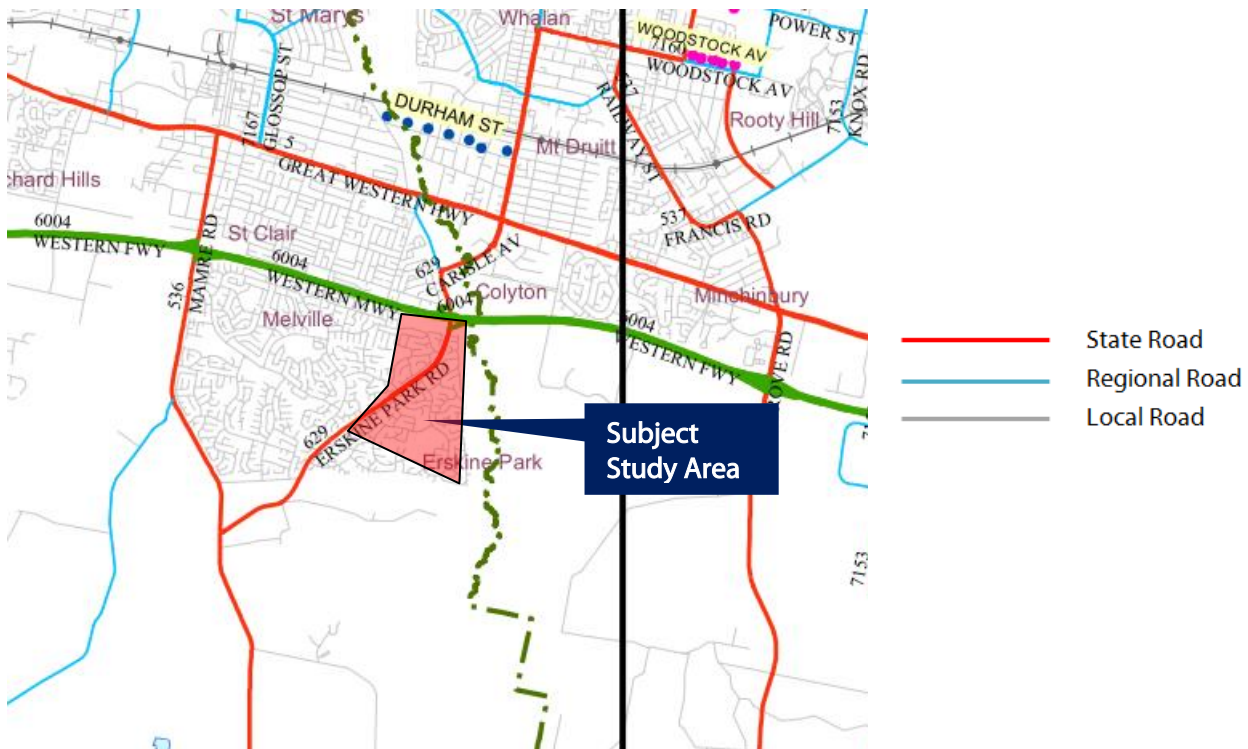 St Marys
Whalan
POWER ST
WOODSTOCK AV
7160
WOODSTOCK AV
GLOSSOP ST
7167
5
DURHAM ST
Mt Druitt
RAILWAY ST
Rooty Hill
7153
KNOX RD
GREAT WESTERN HWY
chard Hills
6004
WESTERN FWY
St Clair
MAMRE RD
536
6004
WESTERN MWY
629
CARLISLE AV
537
FRANCIS RD
Colyton
6004
Minchinbury
6004
WESTERN FWY
Melville
ROVE RD
629
ERSKINE PARK RD
Erskine Park
Subject
Study Area
7153
State Road
Regional Road
Local Road